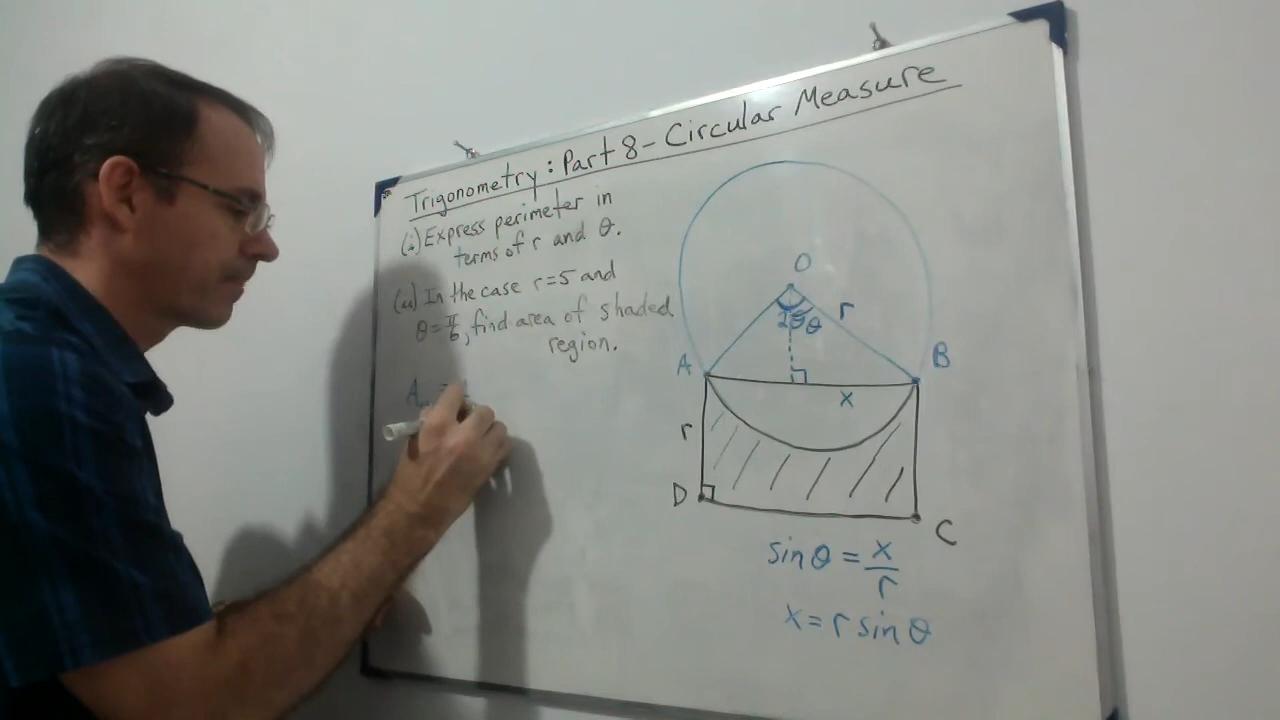 Trigonometry: Part 8 - Circular Measure
(i) Express perimeter in
terms of r and θ.
(ii) In the case r=5 and
θ=π/6, find area of shaded
region.
A
O
2θ θ
r
A
B
x
r
D
C
sin θ = x/r
x = r sin θ